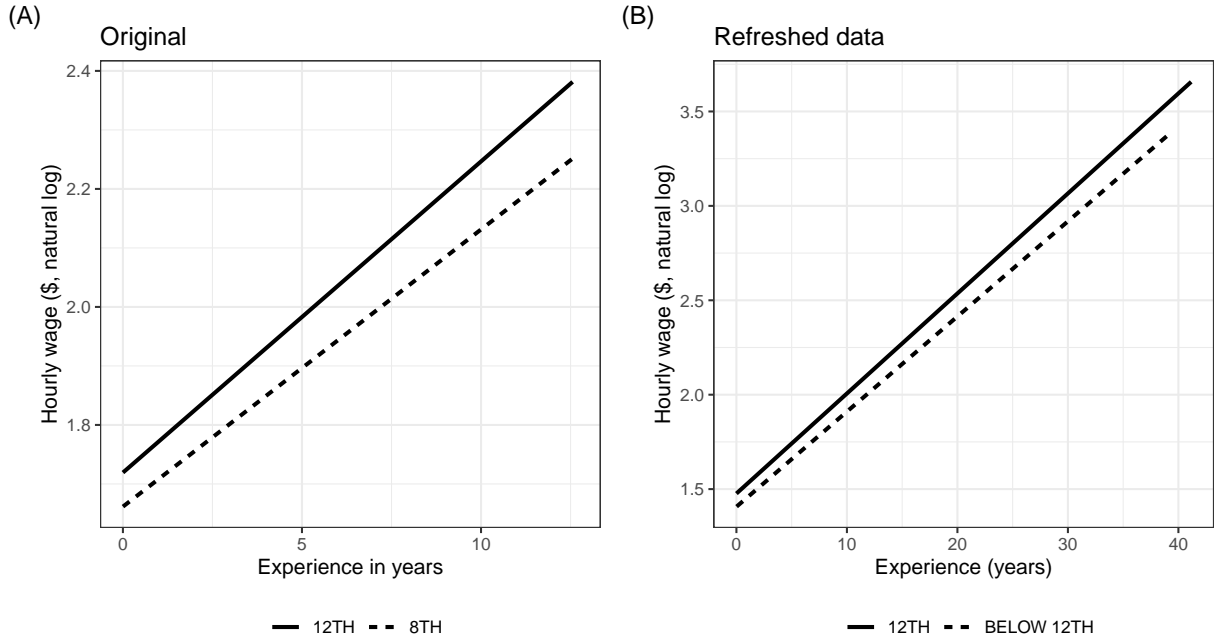 (A)
Original
2.4
2.2
2.0
1.8
Hourly wage ($, natural log)
0 5 10
Experience in years
12TH 8TH
(B)
Refreshed data
3.5
3.0
2.5
2.0
1.5
Hourly wage ($, natural log)
0 10 20 30 40
Experience (years)
12TH BELOW 12TH